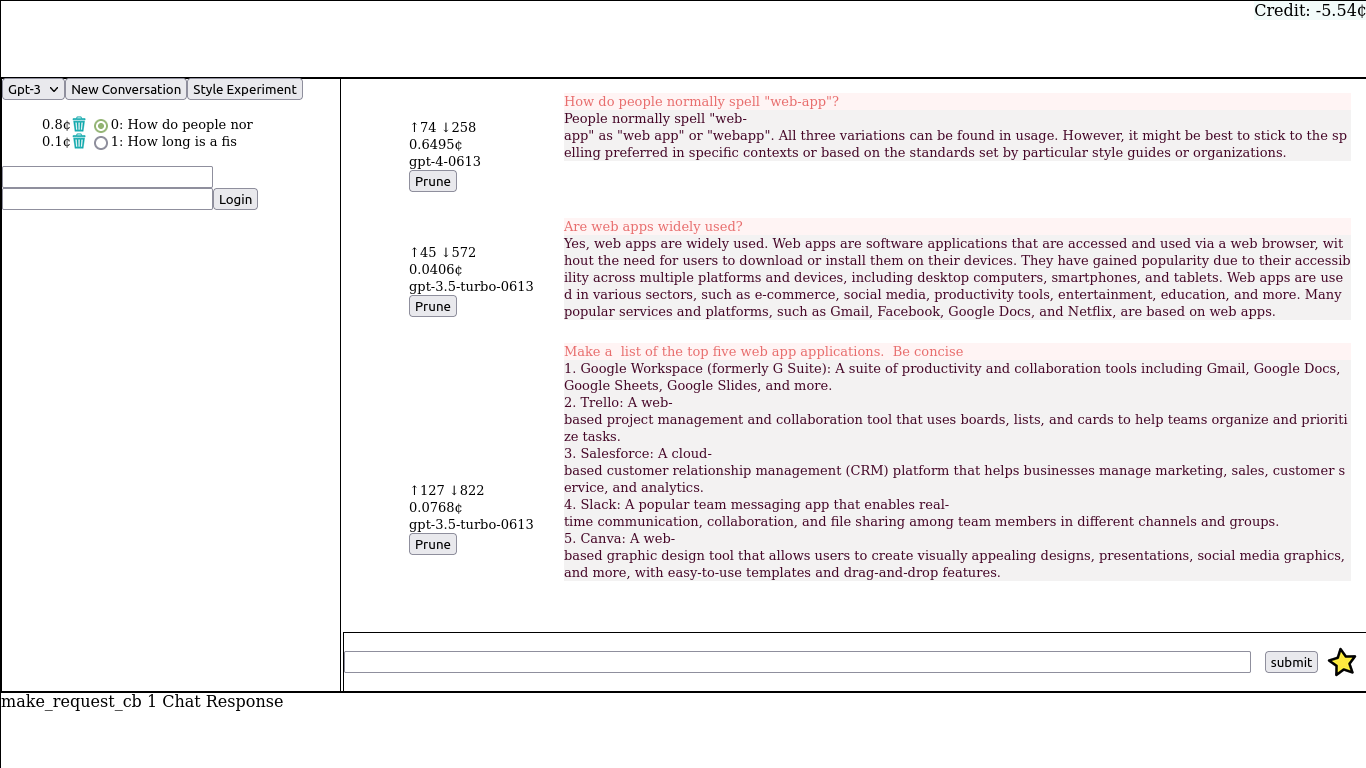 Credit: -5.54¢
Gpt-3 New Conversation Style Experiment
0.8¢ 0: How do people nor
0.1¢ 1: How long is a fis
Login
How do people normally spell "web-app"?
↑74 ↓258
0.6495¢
gpt-4-0613
Prune
People normally spell "web-
app" as "web app" or "webapp". All three variations can be found in usage. However, it might be best to stick to the sp
elling preferred in specific contexts or based on the standards set by particular style guides or organizations.
Are web apps widely used?
↑45 ↓572
0.0406¢
gpt-3.5-turbo-0613
Prune
Yes, web apps are widely used. Web apps are software applications that are accessed and used via a web browser, wit
hout the need for users to download or install them on their devices. They have gained popularity due to their accessib
ility across multiple platforms and devices, including desktop computers, smartphones, and tablets. Web apps are use
d in various sectors, such as e-commerce, social media, productivity tools, entertainment, education, and more. Many
popular services and platforms, such as Gmail, Facebook, Google Docs, and Netflix, are based on web apps.
Make a  list of the top five web app applications.  Be concise
↑127 ↓822
0.0768¢
gpt-3.5-turbo-0613
Prune
1. Google Workspace (formerly G Suite): A suite of productivity and collaboration tools including Gmail, Google Docs,
Google Sheets, Google Slides, and more.
2. Trello: A web-
based project management and collaboration tool that uses boards, lists, and cards to help teams organize and prioriti
ze tasks.
3. Salesforce: A cloud-
based customer relationship management (CRM) platform that helps businesses manage marketing, sales, customer s
ervice, and analytics.
4. Slack: A popular team messaging app that enables real-
time communication, collaboration, and file sharing among team members in different channels and groups.
5. Canva: A web-
based graphic design tool that allows users to create visually appealing designs, presentations, social media graphics,
and more, with easy-to-use templates and drag-and-drop features.
submit
make_request_cb 1 Chat Response